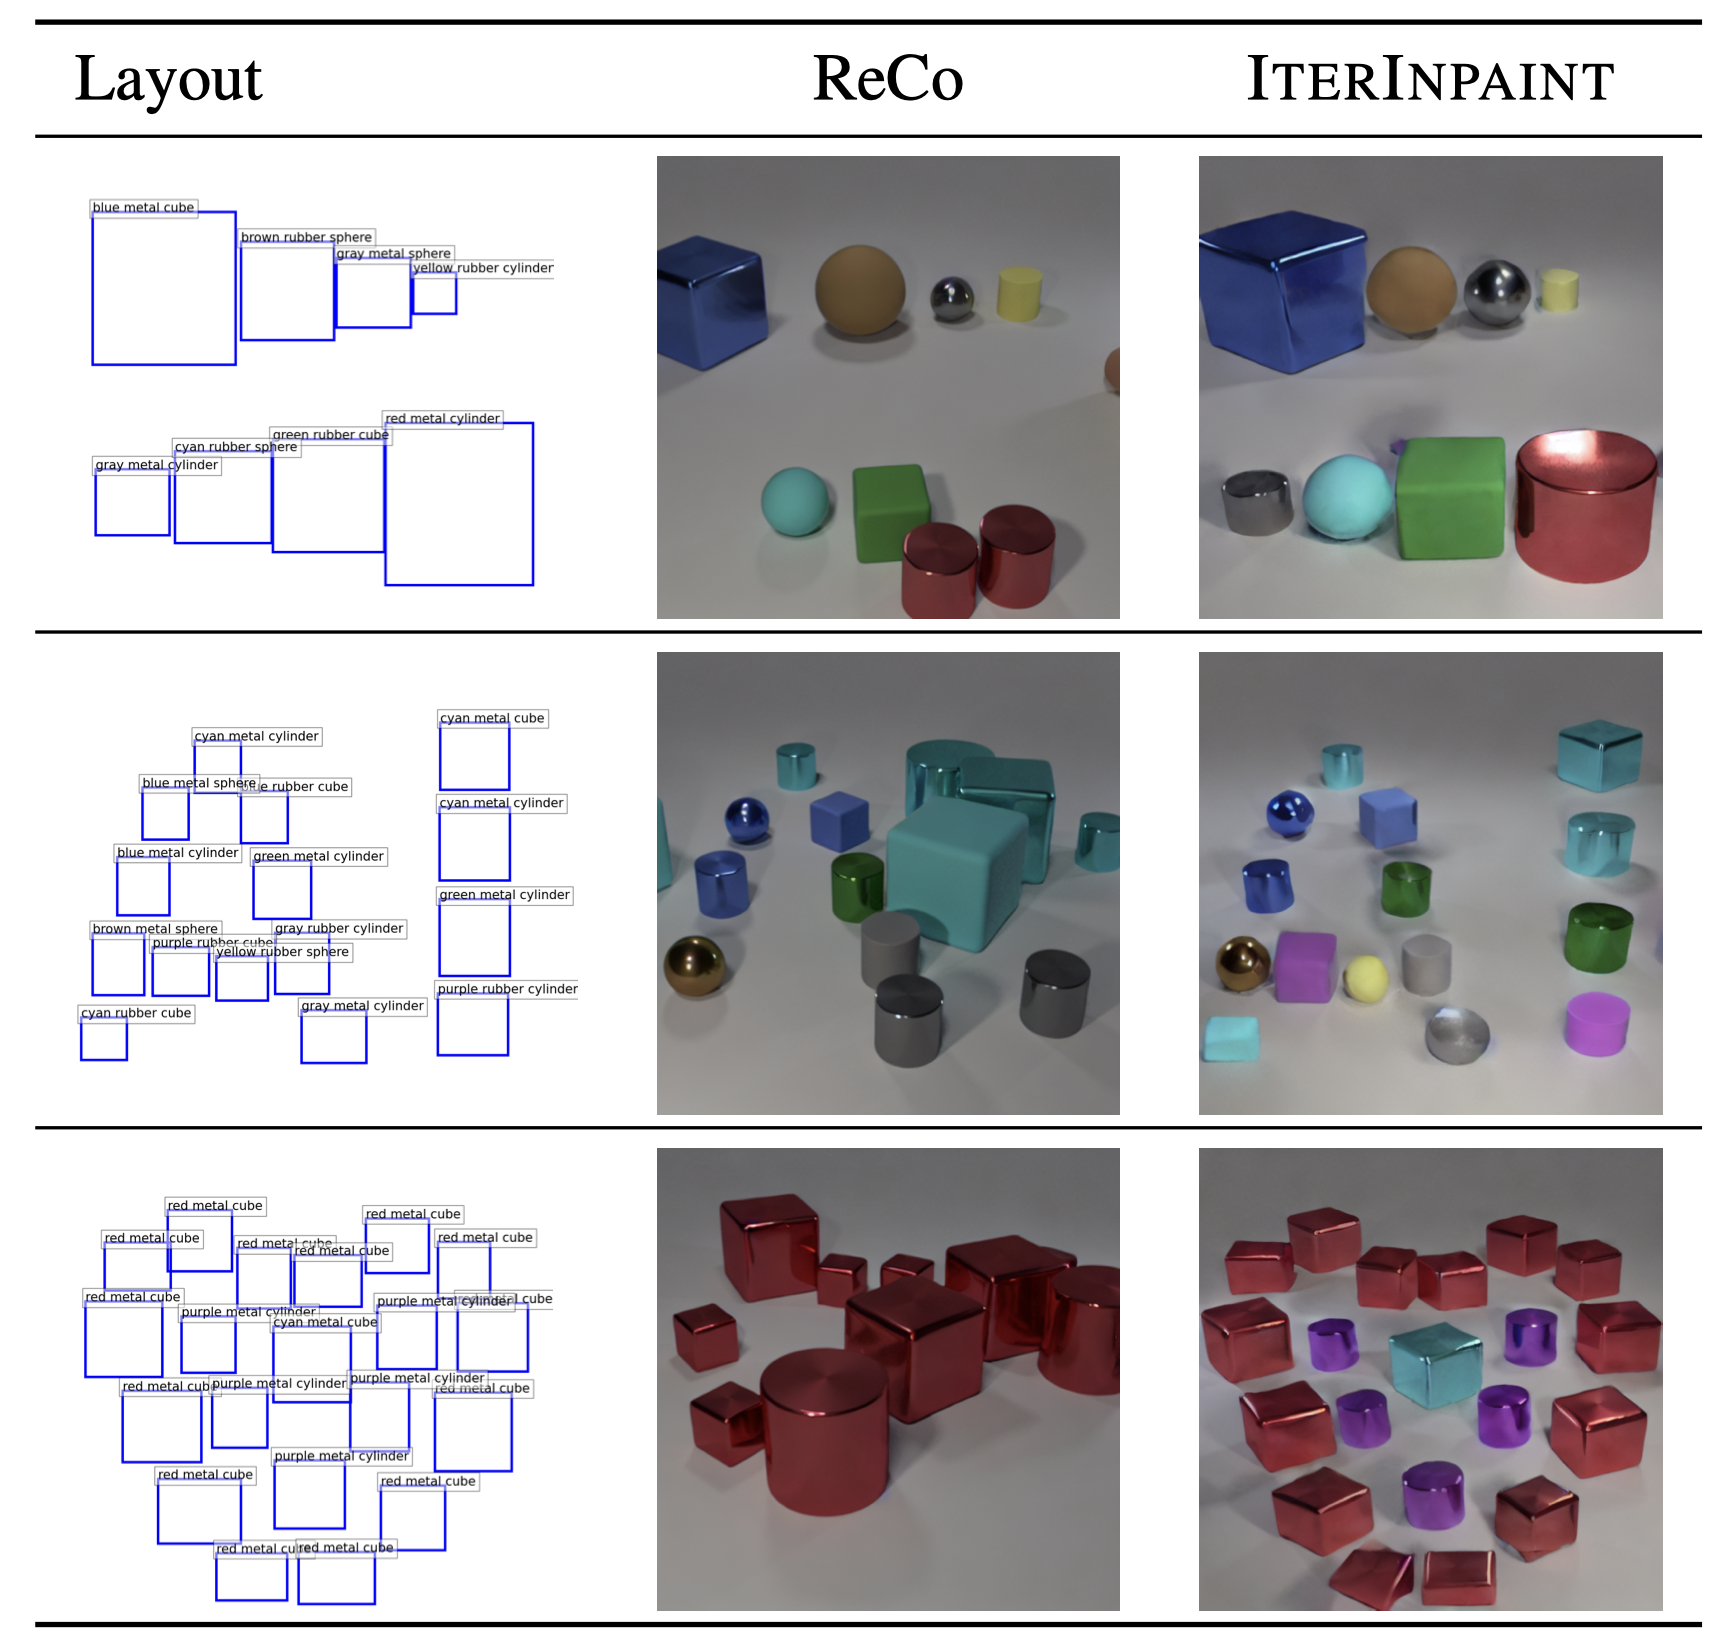 Layout
ReCo
ITERINPAINT
blue metal cube
brown rubber sphere
gray metal sphere
yellow rubber cylinder
red metal cylinder
green rubber cube
cyan rubber sphere
gray metal cylinder
cyan metal cube
cyan metal cylinder
blue metal sphere
blue rubber cube
cyan metal cylinder
blue metal cylinder
green metal cylinder
green metal cylinder
brown metal sphere
gray rubber cylinder
purple rubber cube
yellow rubber sphere
purple rubber cylinder
gray metal cylinder
cyan rubber cube
red metal cube
red metal cube
red metal cube
red metal cube
red metal cube
red metal cube
red metal cube
purple metal cylinder
red metal cube
purple metal cylinder
cyan metal cube
purple metal cylinder
red metal cube
purple metal cylinder
red metal cube
purple metal cylinder
red metal cube
red metal cube
red metal cube
red metal cube